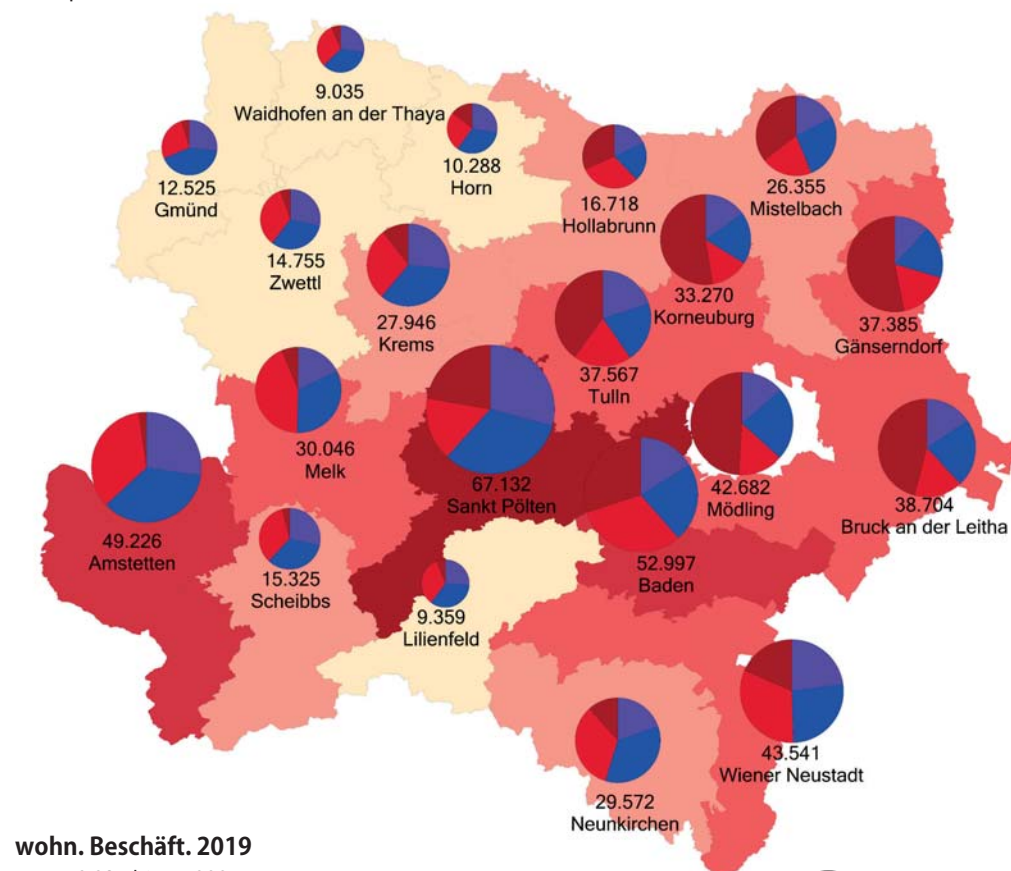 9.035
Waidhofen an der Thaya
12.525
Gmünd
10.288
Horn
16.718
Hollabrunn
26.355
Mistelbach
14.755
Zwettl
27.946
Krems
33.270
Korneuburg
37.385
Gänserndorf
37.567
Tulln
30.046
Melk
67.132
Sankt Pölten
42.682
Mödling
38.704
Bruck an der Leitha
49.226
Amstetten
15.325
Scheibbs
52.997
Baden
9.359
Lilienfeld
43.541
Wiener Neustadt
29.572
Neunkirchen
wohn. Beschäft. 2019